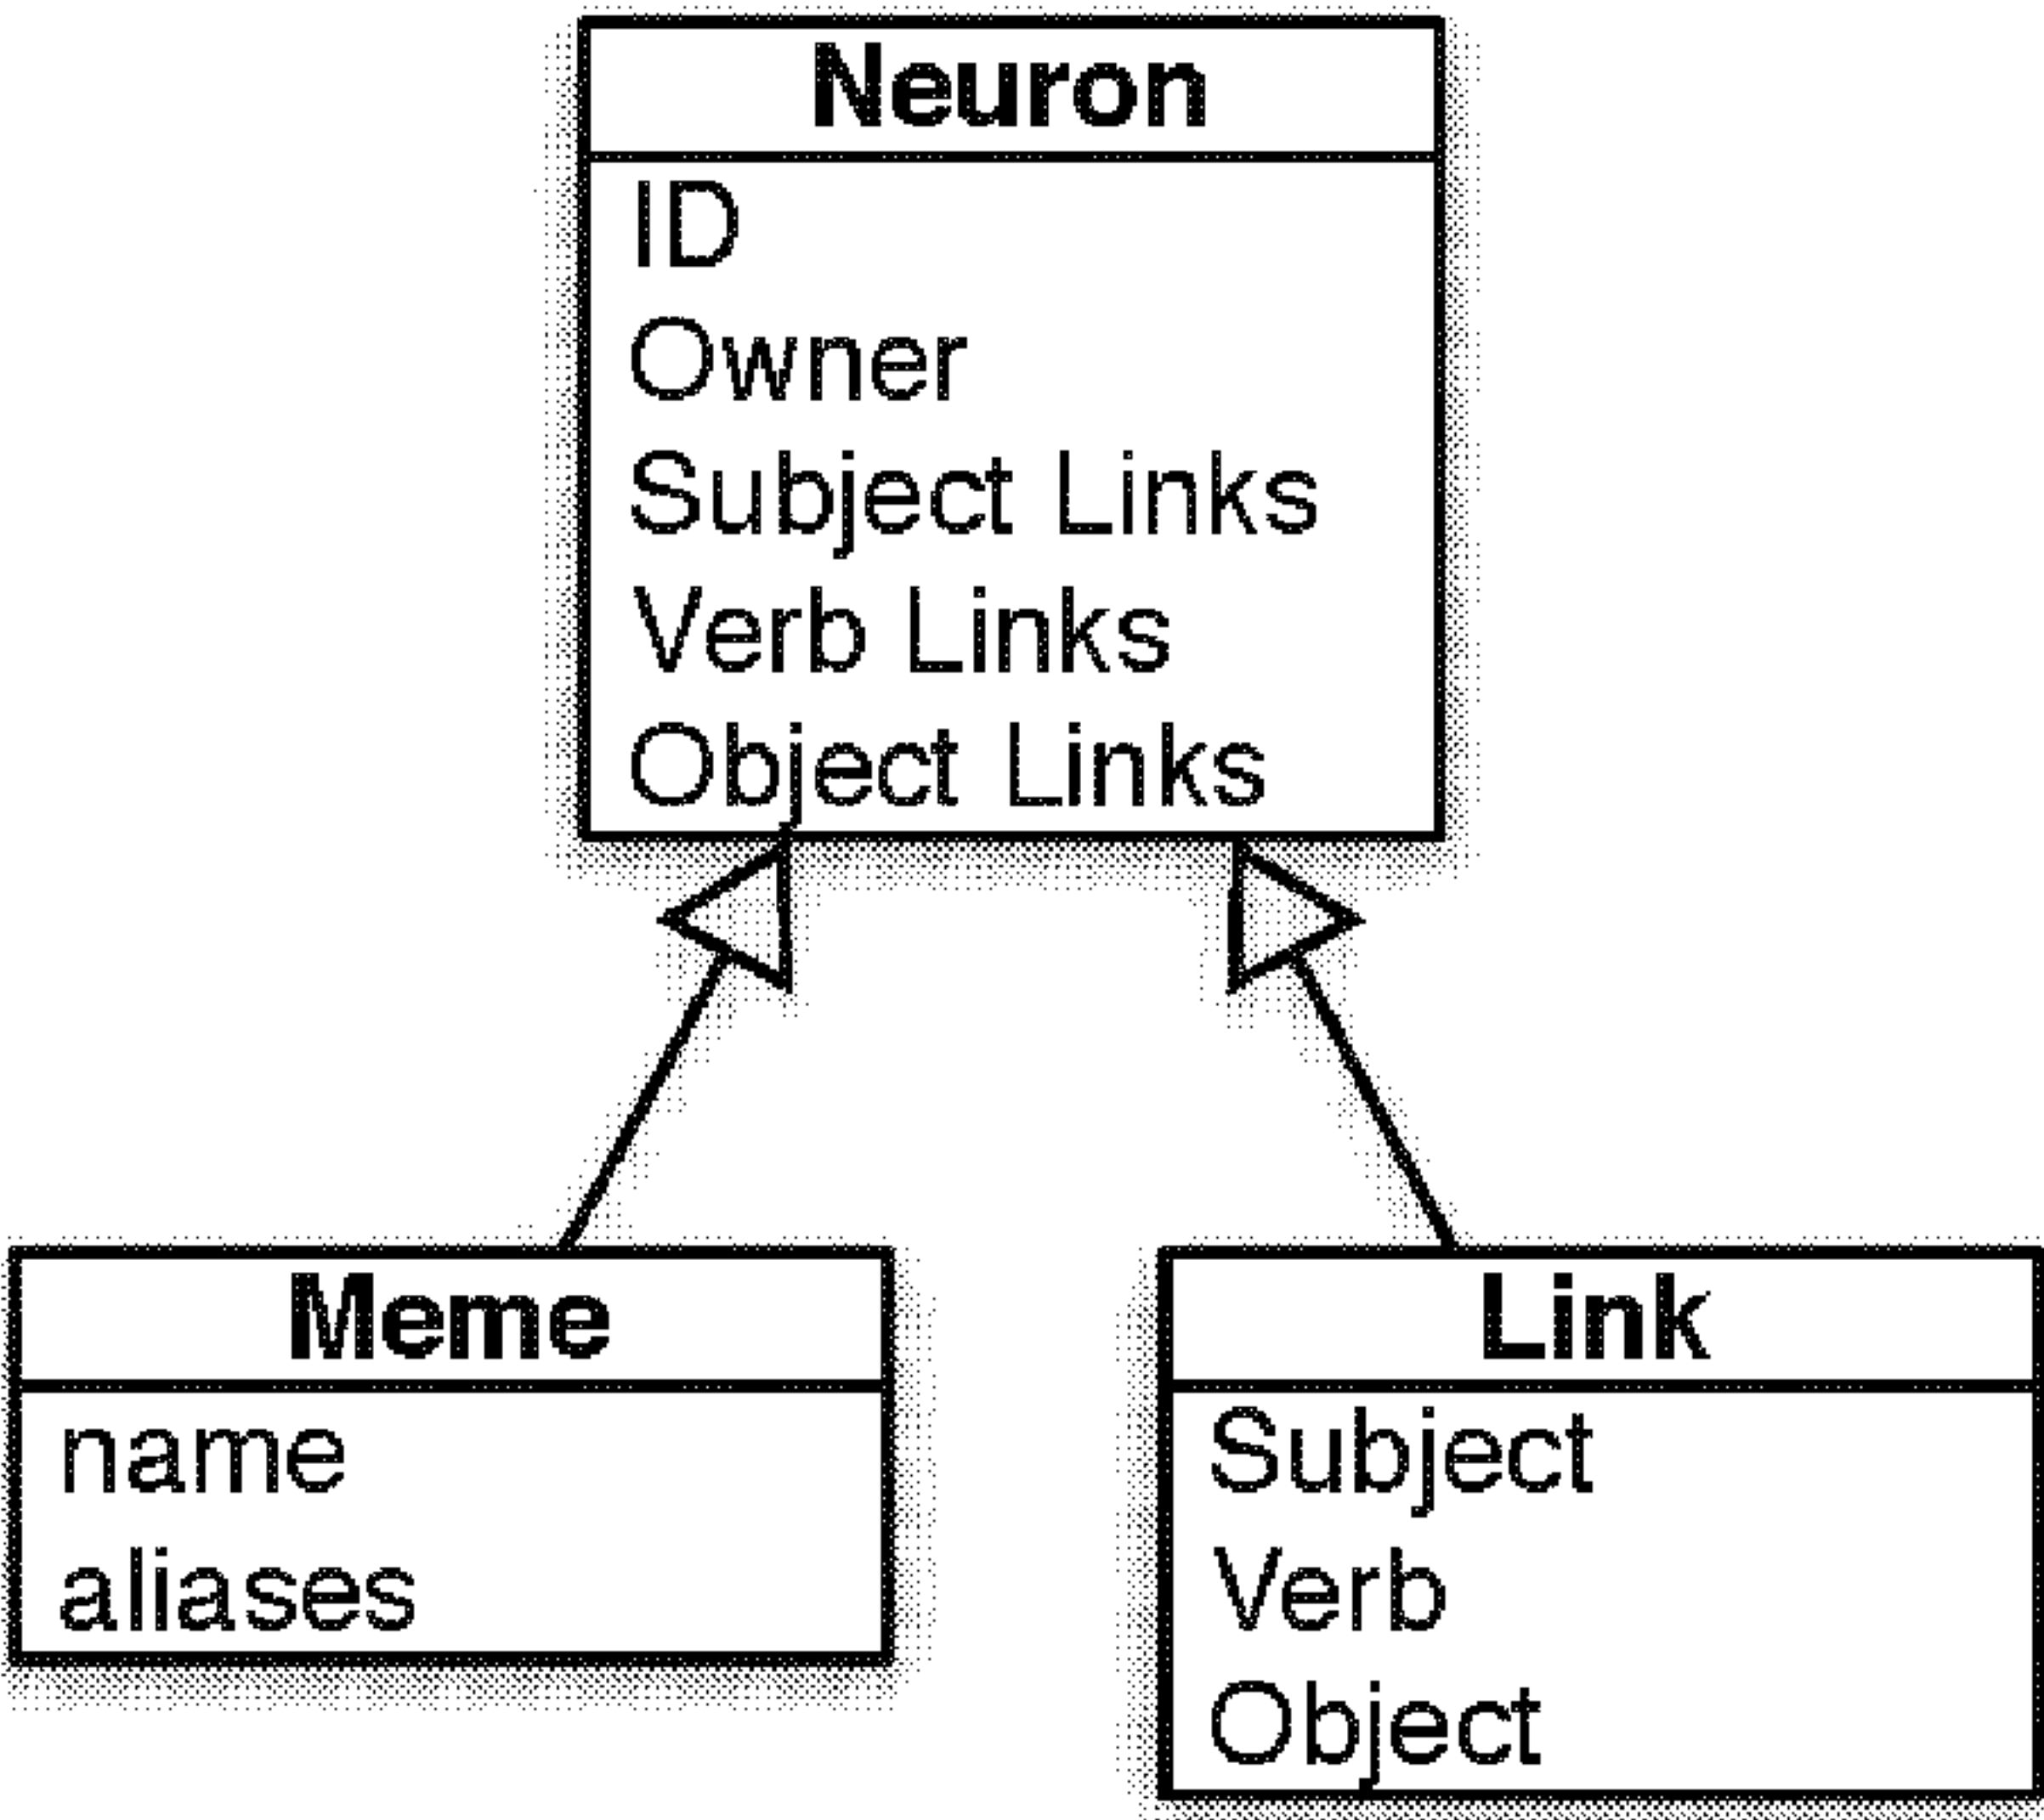 Neuron
ID
Owner
Subject Links
Verb Links
Object Links
Meme
name
aliases
Link
Subject
Verb
Object